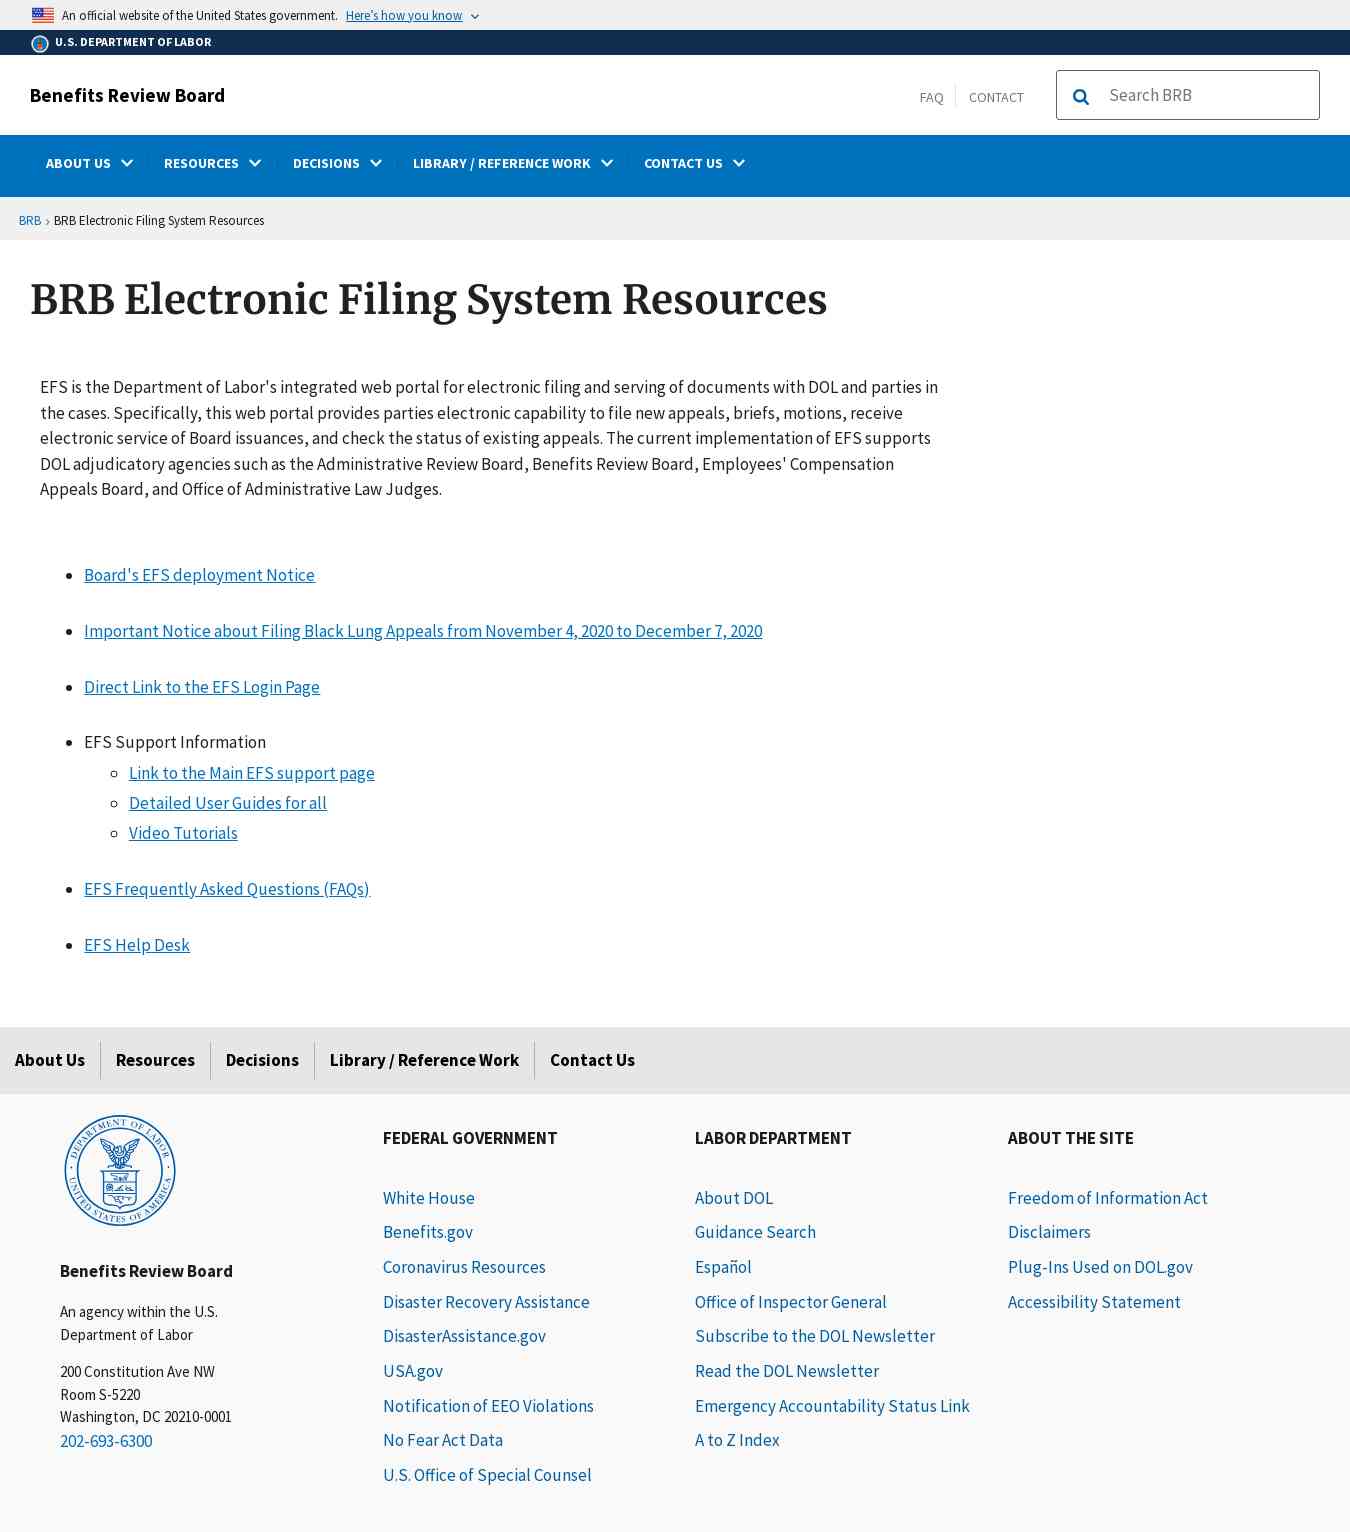 An official website of the United States government. Here's how you know
U.S. DEPARTMENT OF LABOR
Benefits Review Board
FAQ
CONTACT
Search BRB
ABOUT US
RESOURCES
DECISIONS
LIBRARY / REFERENCE WORK
CONTACT US
BRB › BRB Electronic Filing System Resources
BRB Electronic Filing System Resources
EFS is the Department of Labor's integrated web portal for electronic filing and serving of documents with DOL and parties in
the cases. Specifically, this web portal provides parties electronic capability to file new appeals, briefs, motions, receive
electronic service of Board issuances, and check the status of existing appeals. The current implementation of EFS supports
DOL adjudicatory agencies such as the Administrative Review Board, Benefits Review Board, Employees' Compensation
Appeals Board, and Office of Administrative Law Judges.
Board's EFS deployment Notice
Important Notice about Filing Black Lung Appeals from November 4, 2020 to December 7, 2020
Direct Link to the EFS Login Page
EFS Support Information
Link to the Main EFS support page
Detailed User Guides for all
Video Tutorials
EFS Frequently Asked Questions (FAQs)
EFS Help Desk
About Us
Resources
Decisions
Library / Reference Work
Contact Us
DEPARTMENT OF LABOR
UNITED STATES OF AMERICA
Benefits Review Board
An agency within the U.S.
Department of Labor
200 Constitution Ave NW
Room S-5220
Washington, DC 20210-0001
202-693-6300
FEDERAL GOVERNMENT
White House
Benefits.gov
Coronavirus Resources
Disaster Recovery Assistance
DisasterAssistance.gov
USA.gov
Notification of EEO Violations
No Fear Act Data
U.S. Office of Special Counsel
LABOR DEPARTMENT
About DOL
Guidance Search
Español
Office of Inspector General
Subscribe to the DOL Newsletter
Read the DOL Newsletter
Emergency Accountability Status Link
A to Z Index
ABOUT THE SITE
Freedom of Information Act
Disclaimers
Plug-Ins Used on DOL.gov
Accessibility Statement